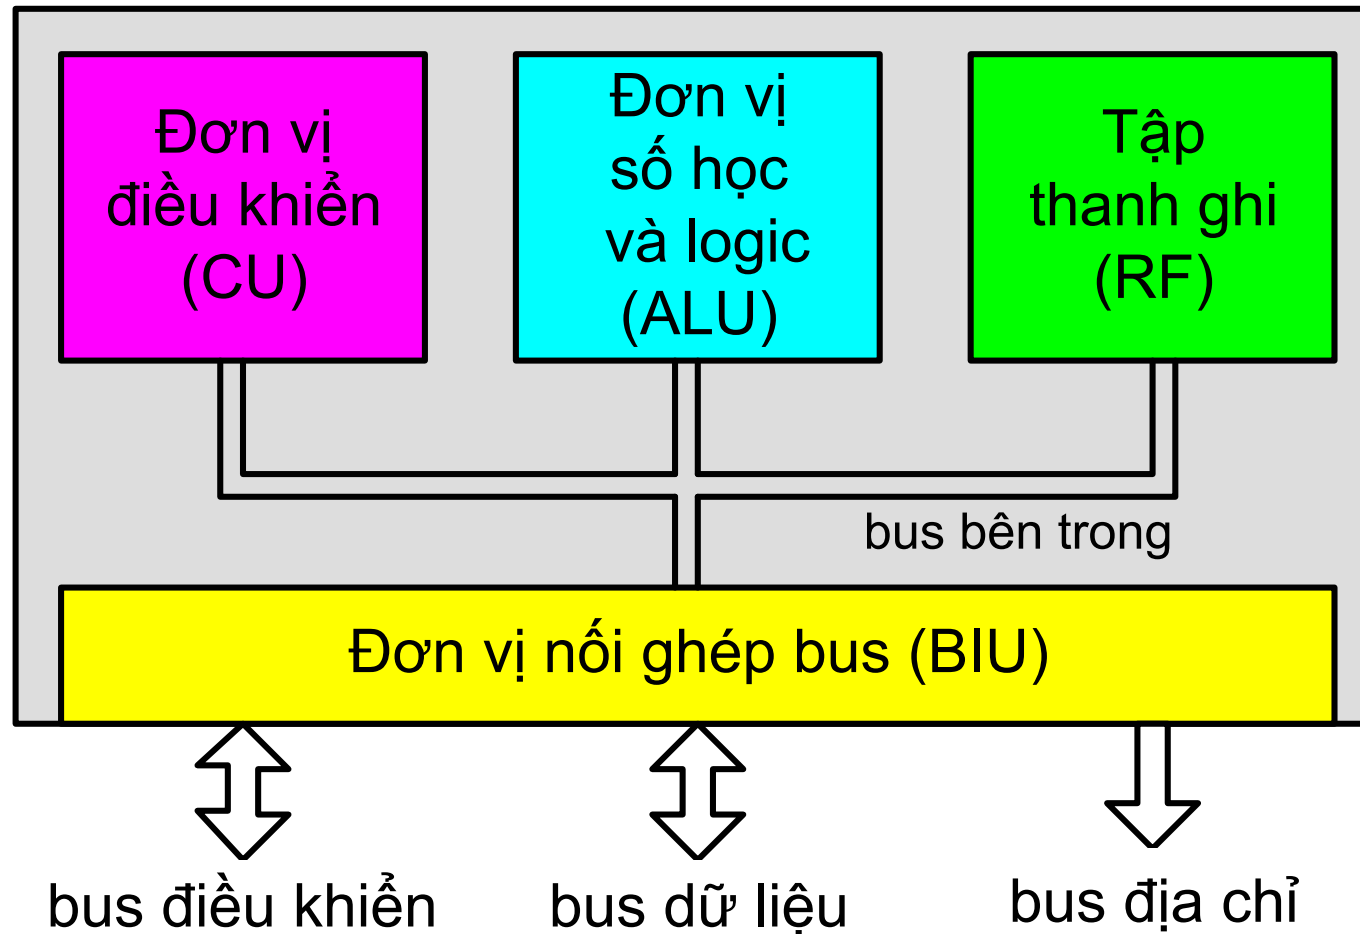 Đơn vị
điều khiển
(CU)
Đơn vị
số học
và logic
(ALU)
Tập
thanh ghi
(RF)
bus bên trong
Đơn vị nối ghép bus (BIU)
bus điều khiển
bus dữ liệu
bus địa chỉ